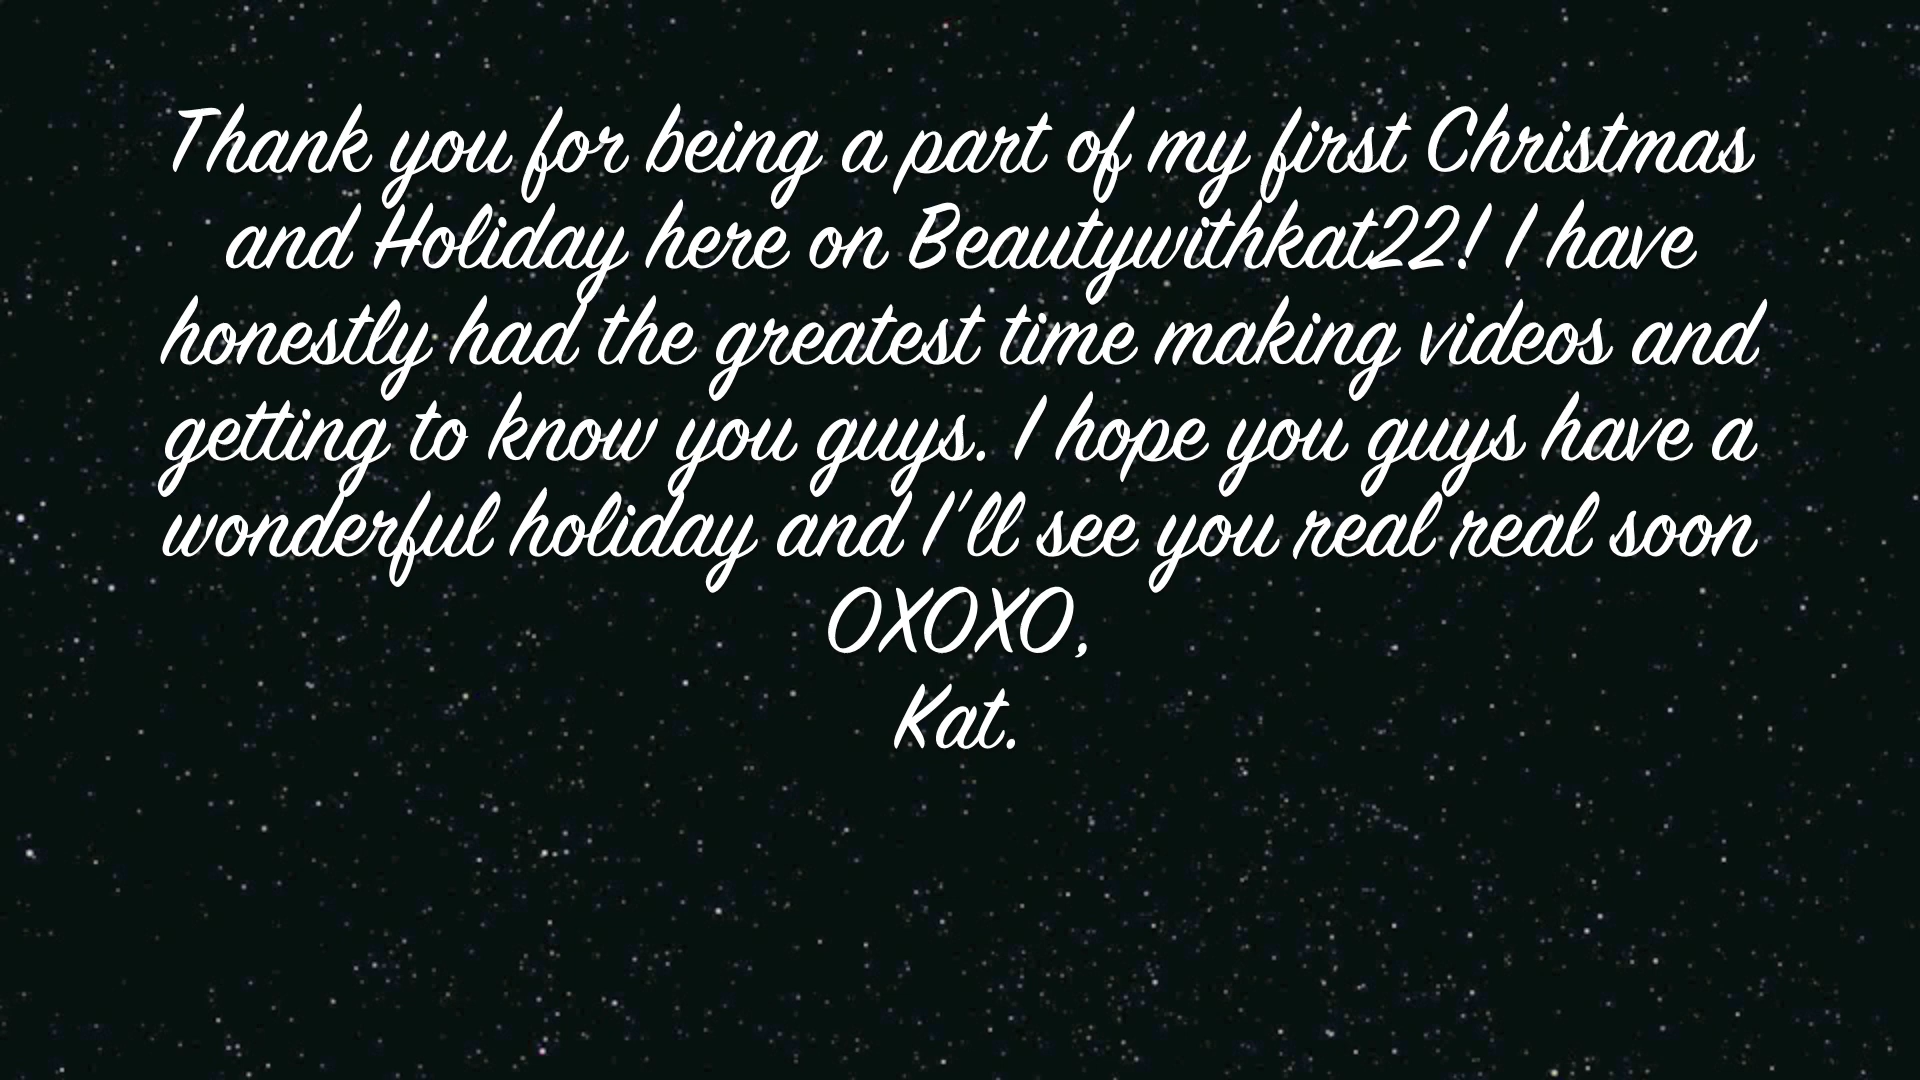 Thank you for being a part of my first Christmas
and Holiday here on Beautywithkat22! I have
honestly had the greatest time making videos and
getting to know you guys. I hope you guys have a
wonderful holiday and I'll see you real real soon
OXOXO,
Kat.